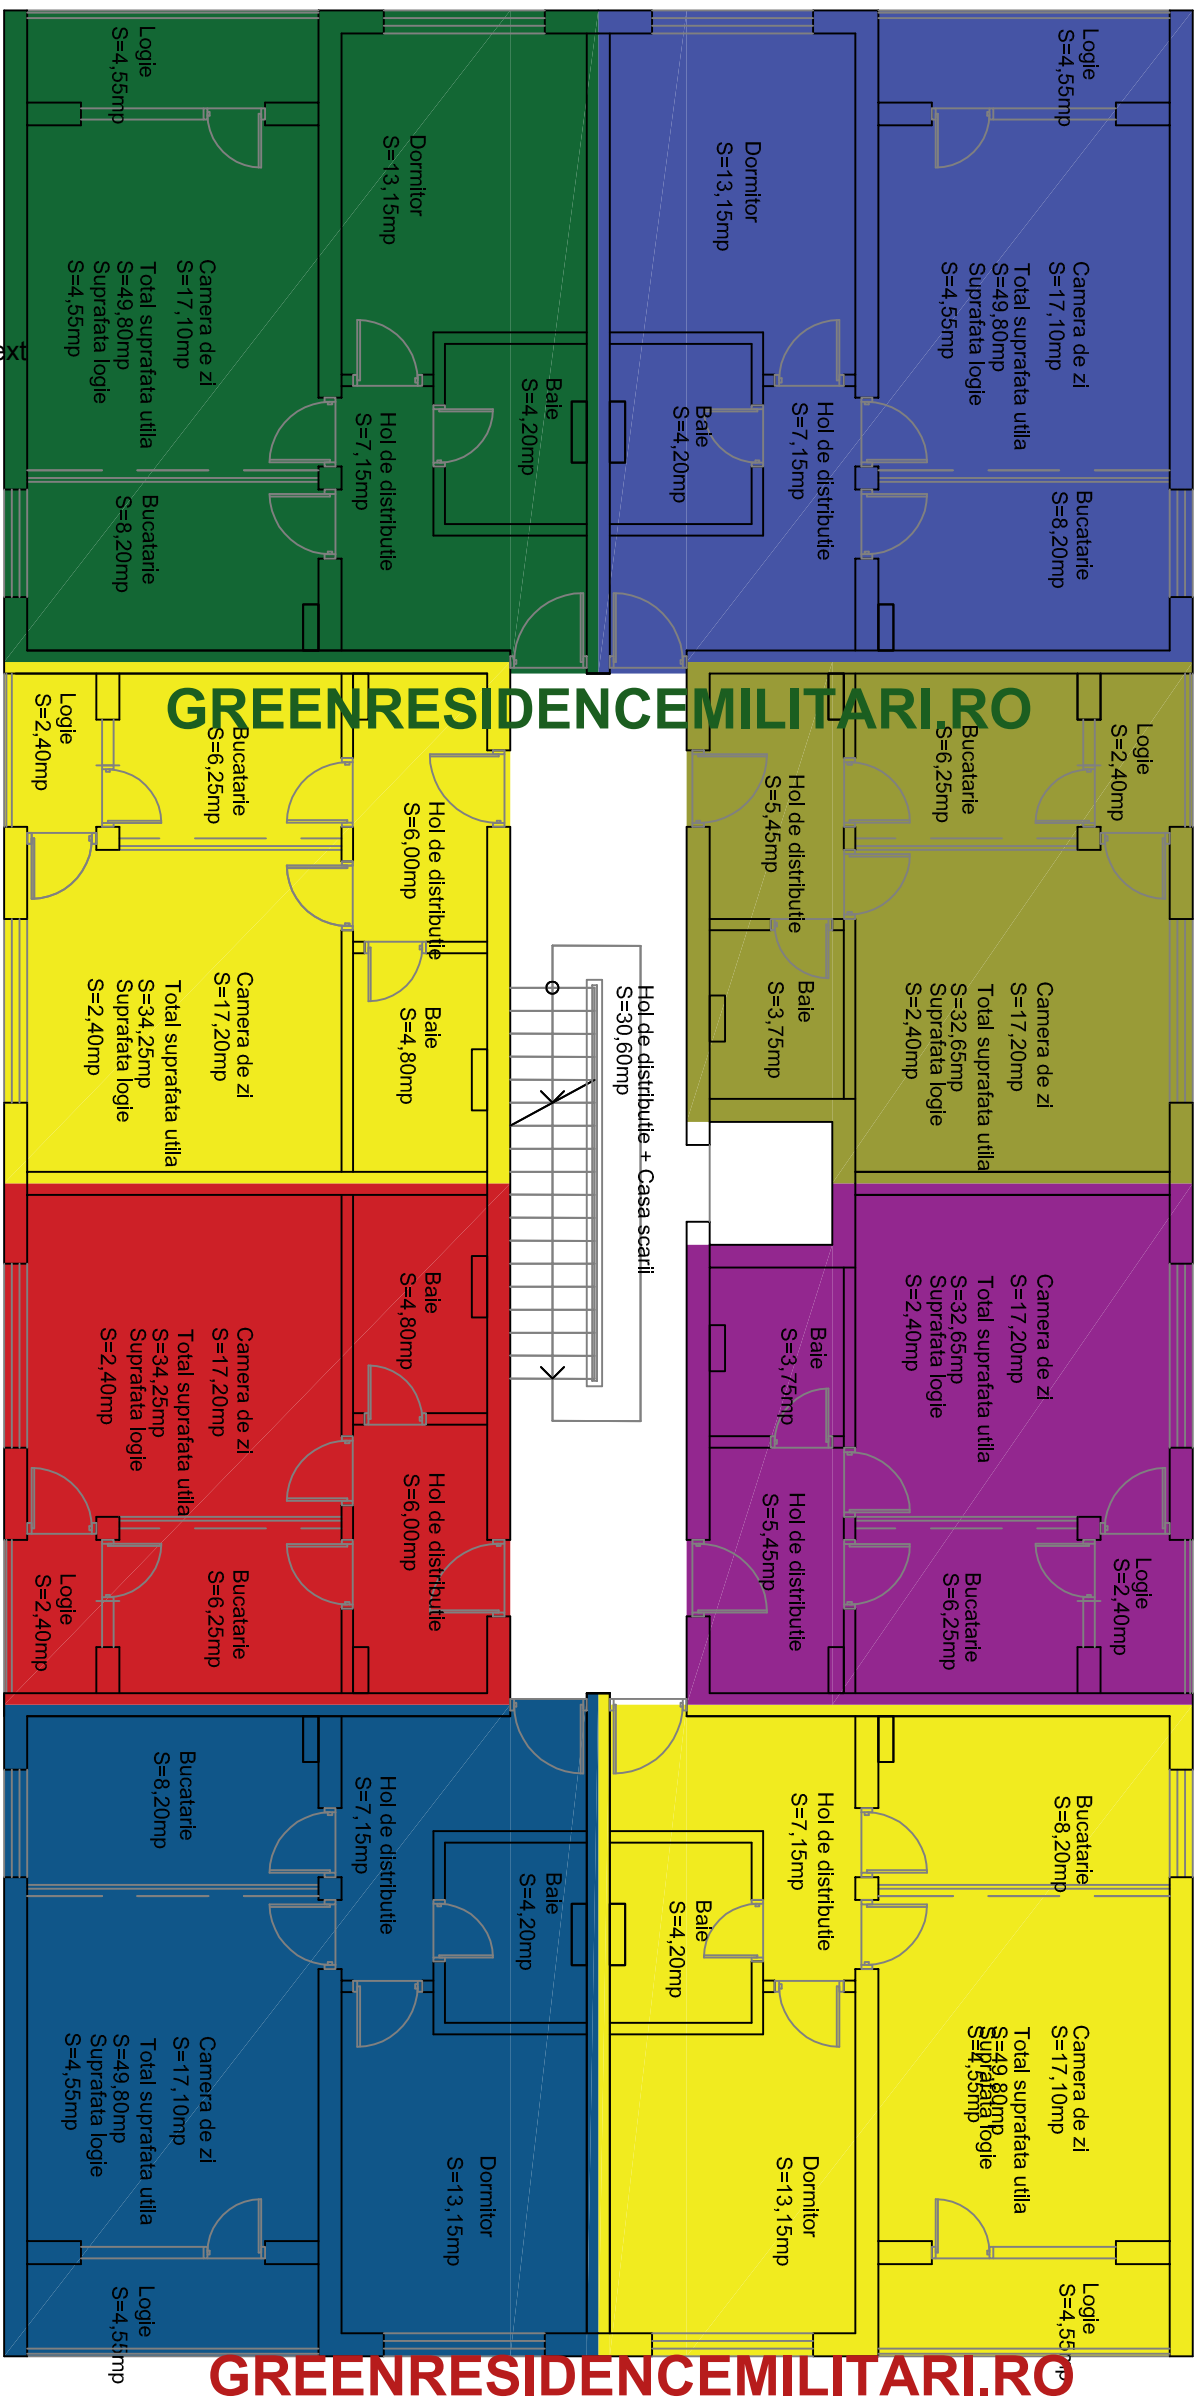 Logie
S=4,55mp
Dormitor
S=13,15mp
Camera de zi
S=17,10mp
Total suprafata utila
S=49,80mp
Suprafata logie
S=4,55mp
Baie
S=4,20mp
Hol de distributie
S=7,15mp
Bucatarie
S=8,20mp
Logie
S=4,55mp
Dormitor
S=13,15mp
Camera de zi
S=17,10mp
Total suprafata utila
S=49,80mp
Suprafata logie
S=4,55mp
Baie
S=4,20mp
Hol de distributie
S=7,15mp
Bucatarie
S=8,20mp
GREENRESIDENCEMILITARI.RO
Logie
S=2,40mp
Bucatarie
S=6,25mp
Hol de distributie
S=6,00mp
Camera de zi
S=17,20mp
Total suprafata utila
S=34,25mp
Suprafata logie
S=2,40mp
Baie
S=4,80mp
Hol de distributie + Casa scarii
S=30,60mp
Logie
S=2,40mp
Bucatarie
S=6,25mp
Hol de distributie
S=5,45mp
Camera de zi
S=17,20mp
Total suprafata utila
S=32,65mp
Suprafata logie
S=2,40mp
Baie
S=3,75mp
Baie
S=4,80mp
Camera de zi
S=17,20mp
Total suprafata utila
S=34,25mp
Suprafata logie
S=2,40mp
Hol de distributie
S=6,00mp
Bucatarie
S=6,25mp
Logie
S=2,40mp
Camera de zi
S=17,20mp
Total suprafata utila
S=32,65mp
Suprafata logie
S=2,40mp
Baie
S=3,75mp
Hol de distributie
S=5,45mp
Bucatarie
S=6,25mp
Logie
S=2,40mp
Bucatarie
S=8,20mp
Hol de distributie
S=7,15mp
Baie
S=4,20mp
Camera de zi
S=17,10mp
Total suprafata utila
S=49,80mp
Suprafata logie
S=4,55mp
Dormitor
S=13,15mp
Logie
S=4,55mp
Bucatarie
S=8,20mp
Hol de distributie
S=7,15mp
Baie
S=4,20mp
Camera de zi
S=17,10mp
Total suprafata utila
S=49,80mp
Suprafata logie
S=4,55mp
Dormitor
S=13,15mp
Logie
S=4,55mp
GREENRESIDENCEMILITARI.RO